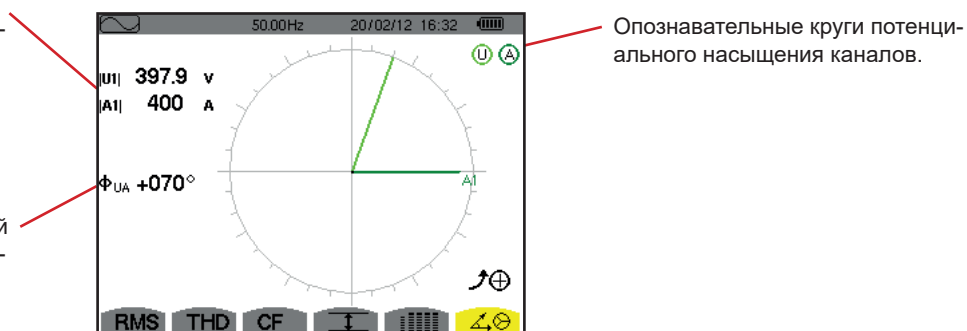 50.00Hz 20/02/12 16:32
|U1| 397.9 V
|A1| 400 A
ΦUA +070°
U A
A1
RMS THD CF
Опознавательные круги потенци-
ального насыщения каналов.
й
-
-